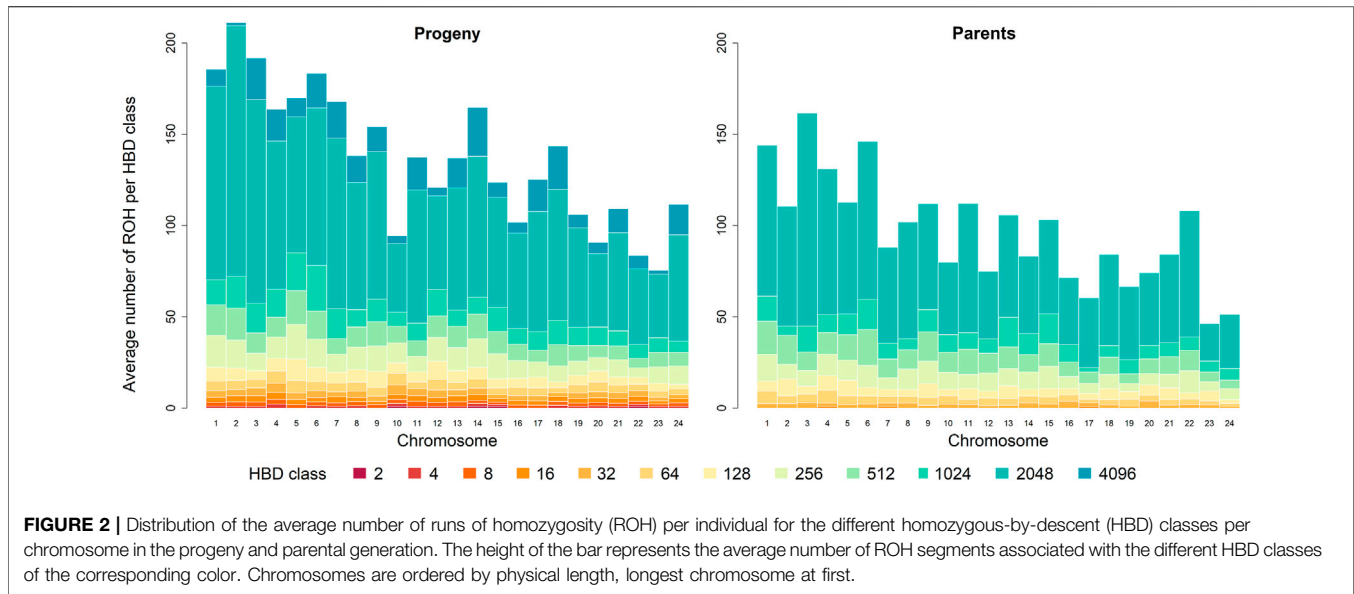 Progeny
Parents
Average number of ROH per HBD class
0 50 100 150 200
0 50 100 150 200
1 2 3 4 5 6 7 8 9 10 11 12 13 14 15 16 17 18 19 20 21 22 23 24
1 2 3 4 5 6 7 8 9 10 11 12 13 14 15 16 17 18 19 20 21 22 23 24
Chromosome
Chromosome
HBD class 2 4 8 16 32 64 128 256 512 1024 2048 4096
FIGURE 2 | Distribution of the average number of runs of homozygosity (ROH) per individual for the different homozygous-by-descent (HBD) classes per
chromosome in the progeny and parental generation. The height of the bar represents the average number of ROH segments associated with the different HBD classes
of the corresponding color. Chromosomes are ordered by physical length, longest chromosome at first.